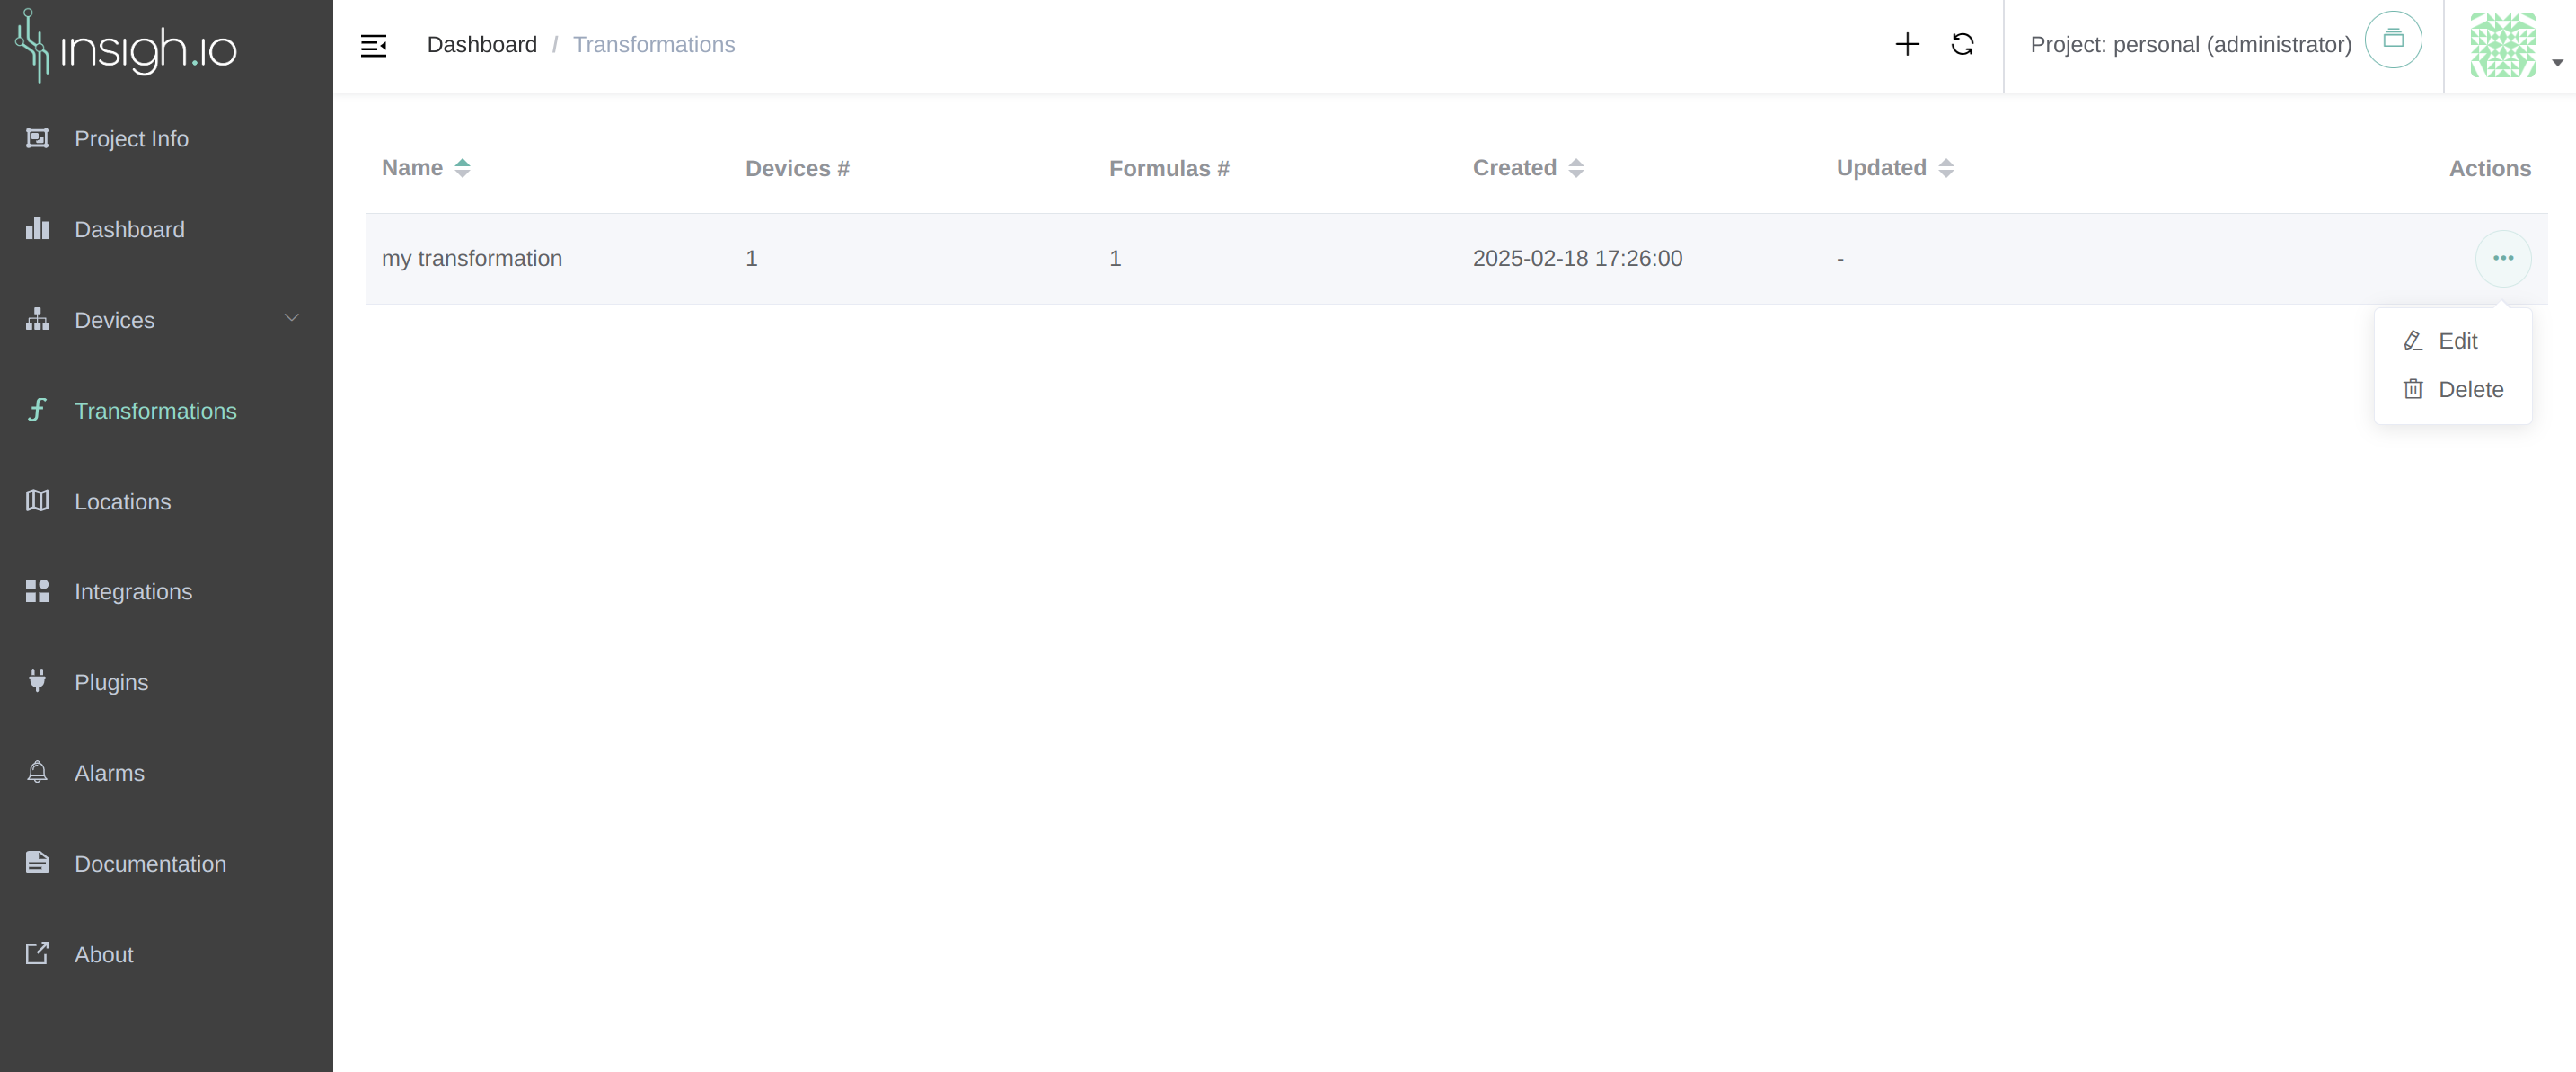 insigh.io
Dashboard / Transformations
Project: personal (administrator)
Project Info
Dashboard
Devices
Transformations
Locations
Integrations
Plugins
Alarms
Documentation
About
Name Devices # Formulas # Created Updated Actions
my transformation 1 1 2025-02-18 17:26:00 -
Edit
Delete